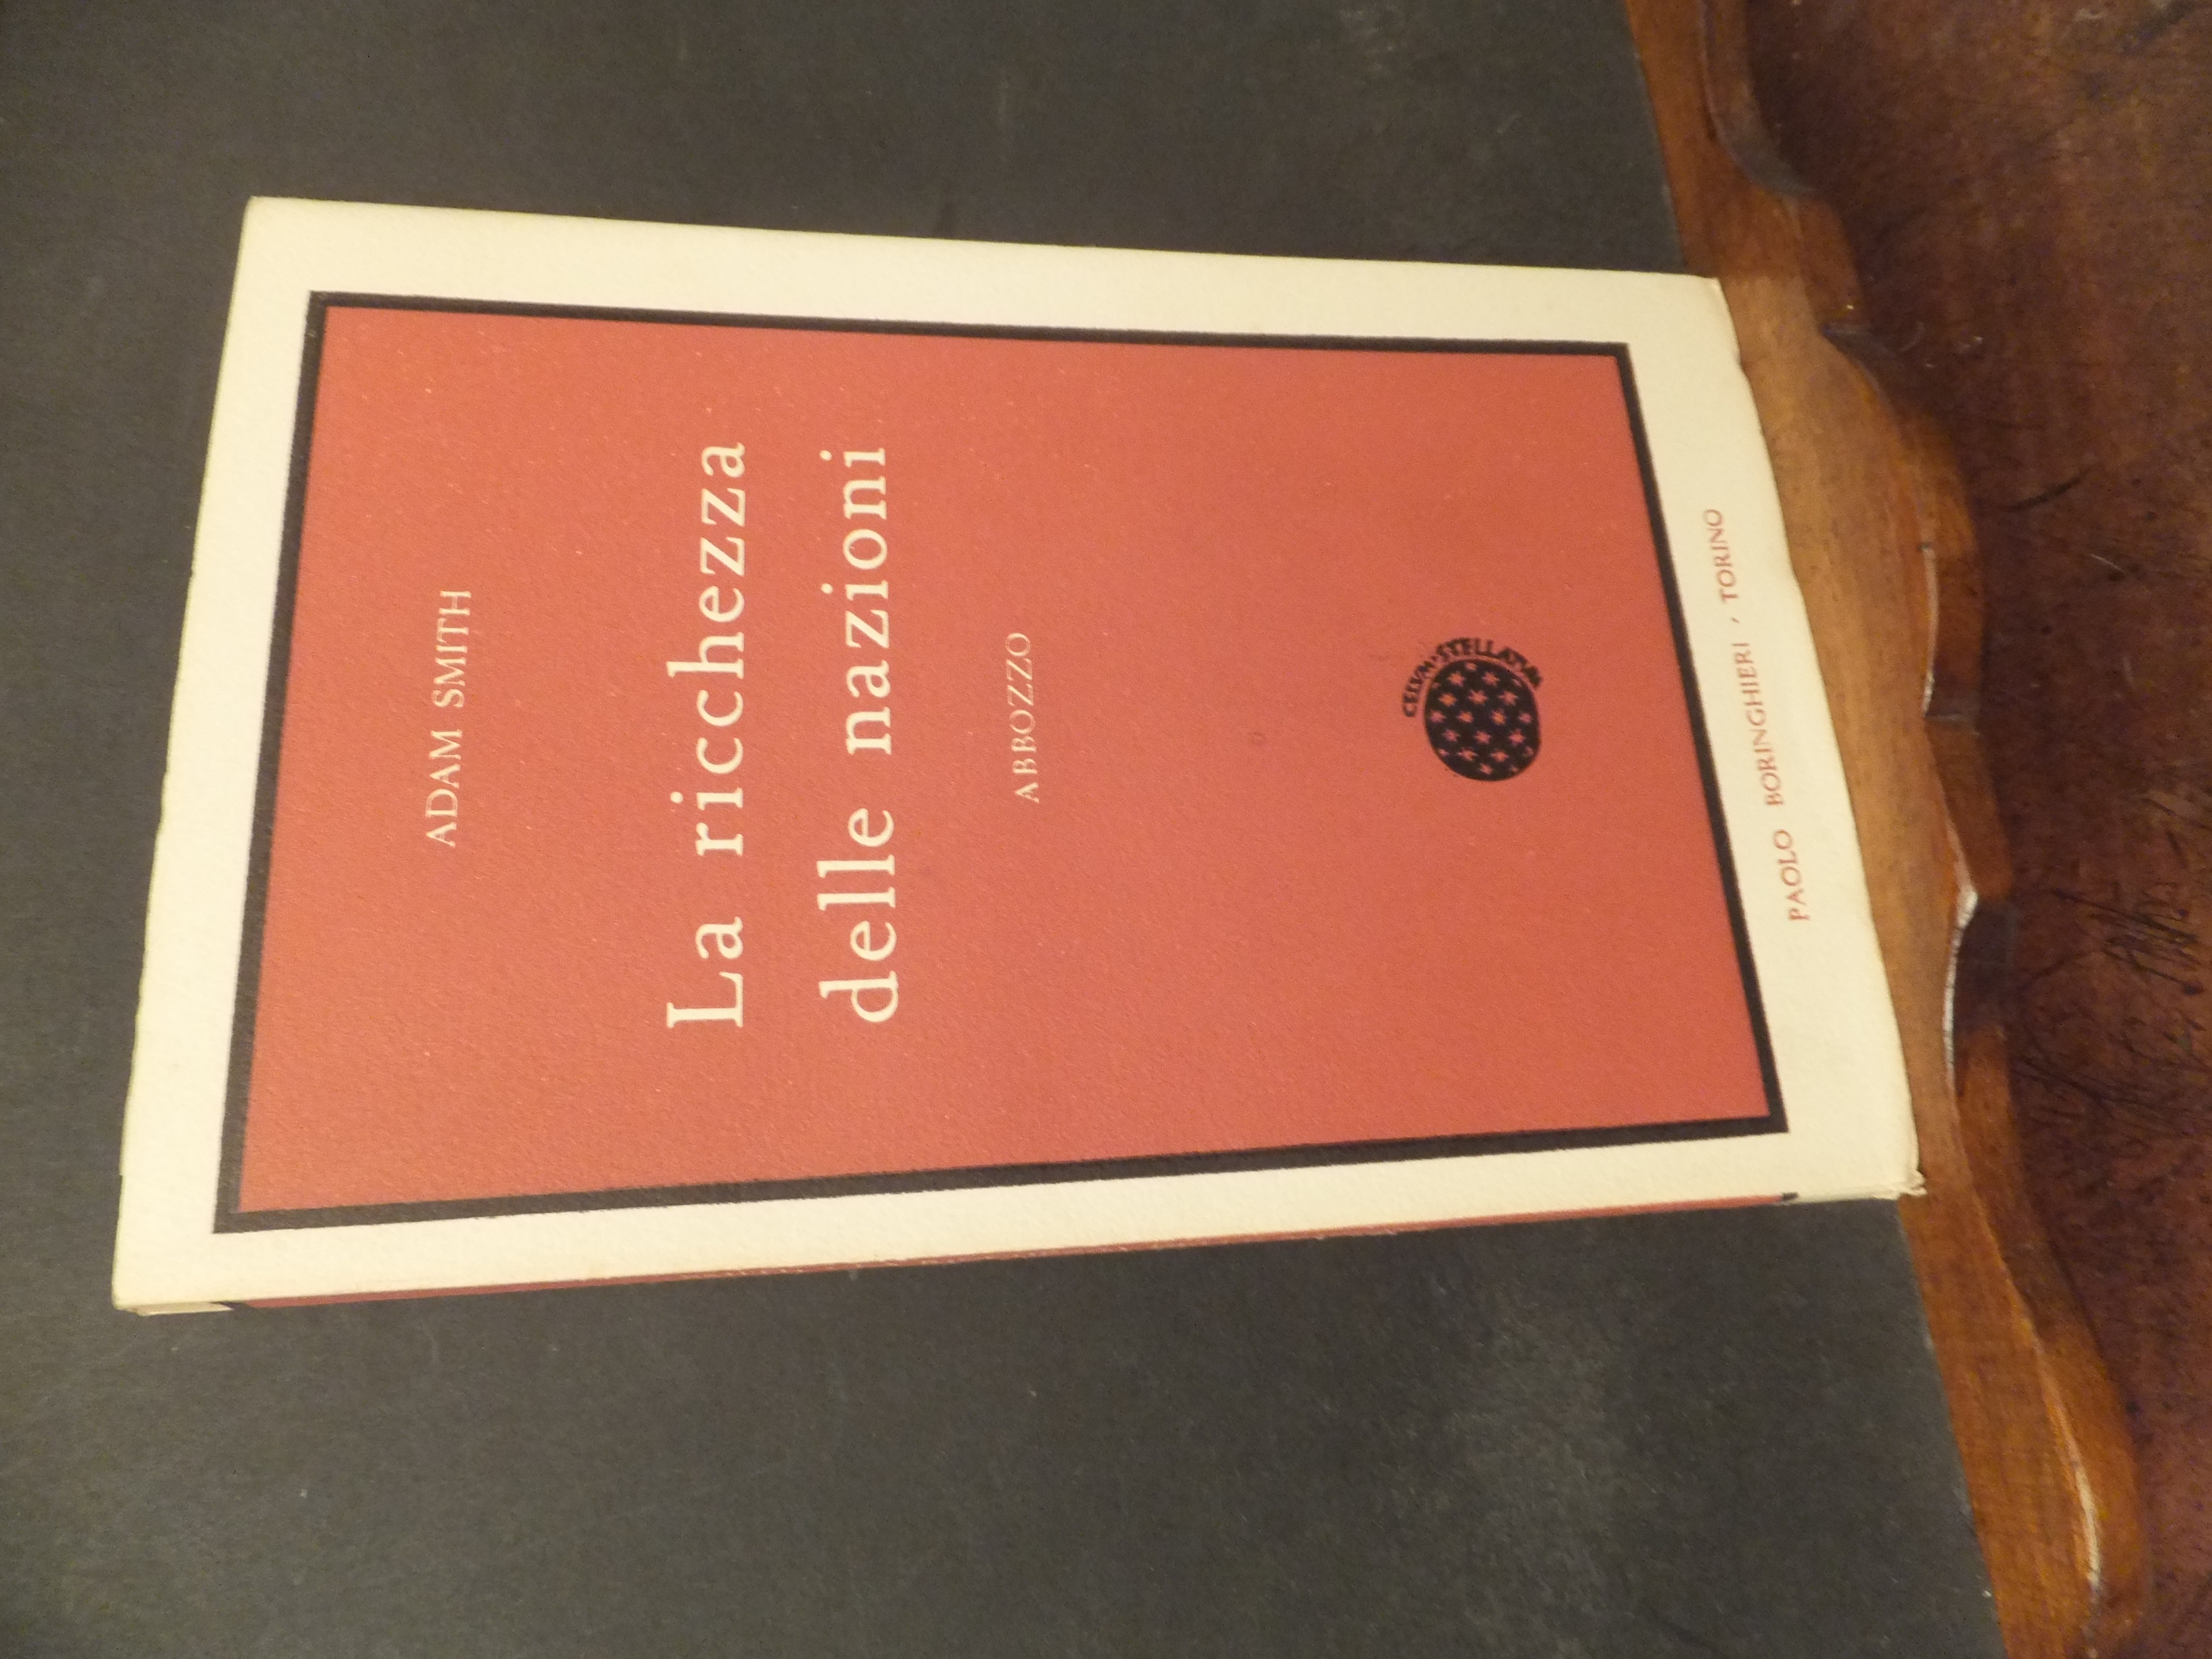 ADAM SMITH
La ricchezza
delle nazioni
ABBOZZO
CELVM·STELLATVM
PAOLO BORINGHIERI , TORINO